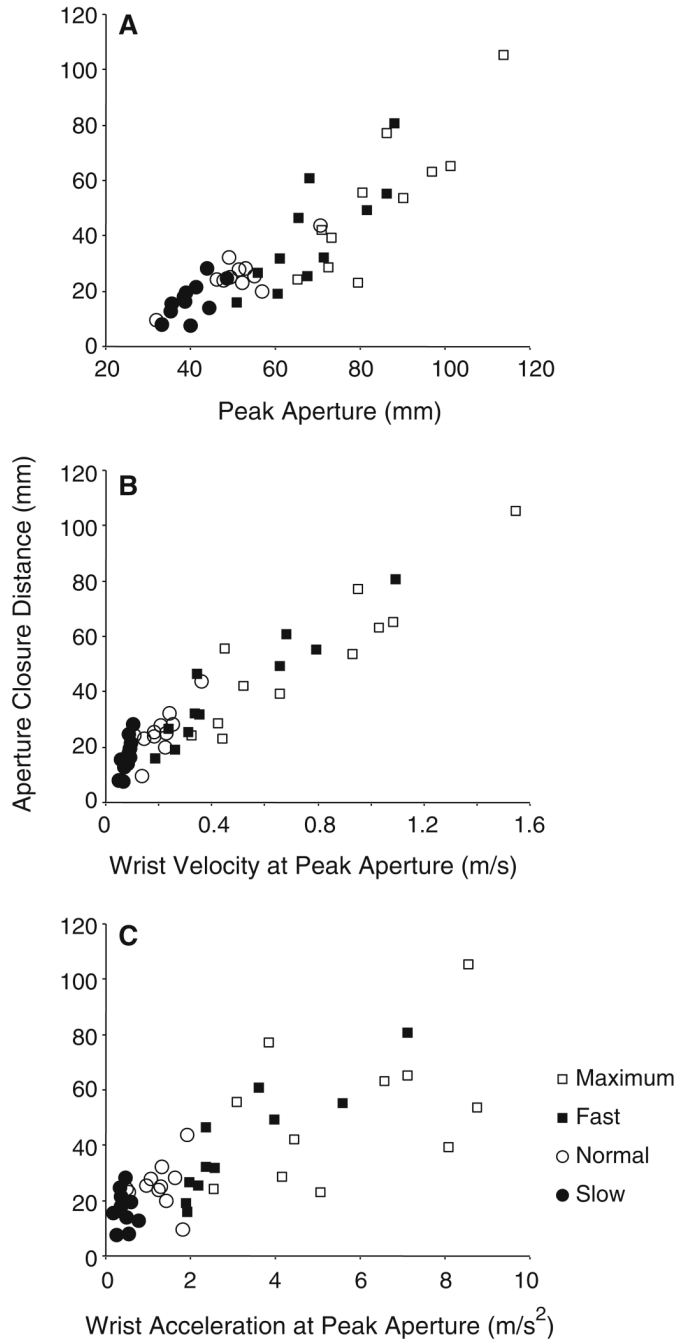 A
120
100
80
60
40
20
0
20 40 60 80 100 120
Peak Aperture (mm)
Aperture Closure Distance (mm)
B
120
100
80
60
40
20
0
0 0.4 0.8 1.2 1.6
Wrist Velocity at Peak Aperture (m/s)
C
120
100
80
60
40
20
0
0 2 4 6 8 10
Wrist Acceleration at Peak Aperture (m/s²)
Maximum
Fast
Normal
Slow